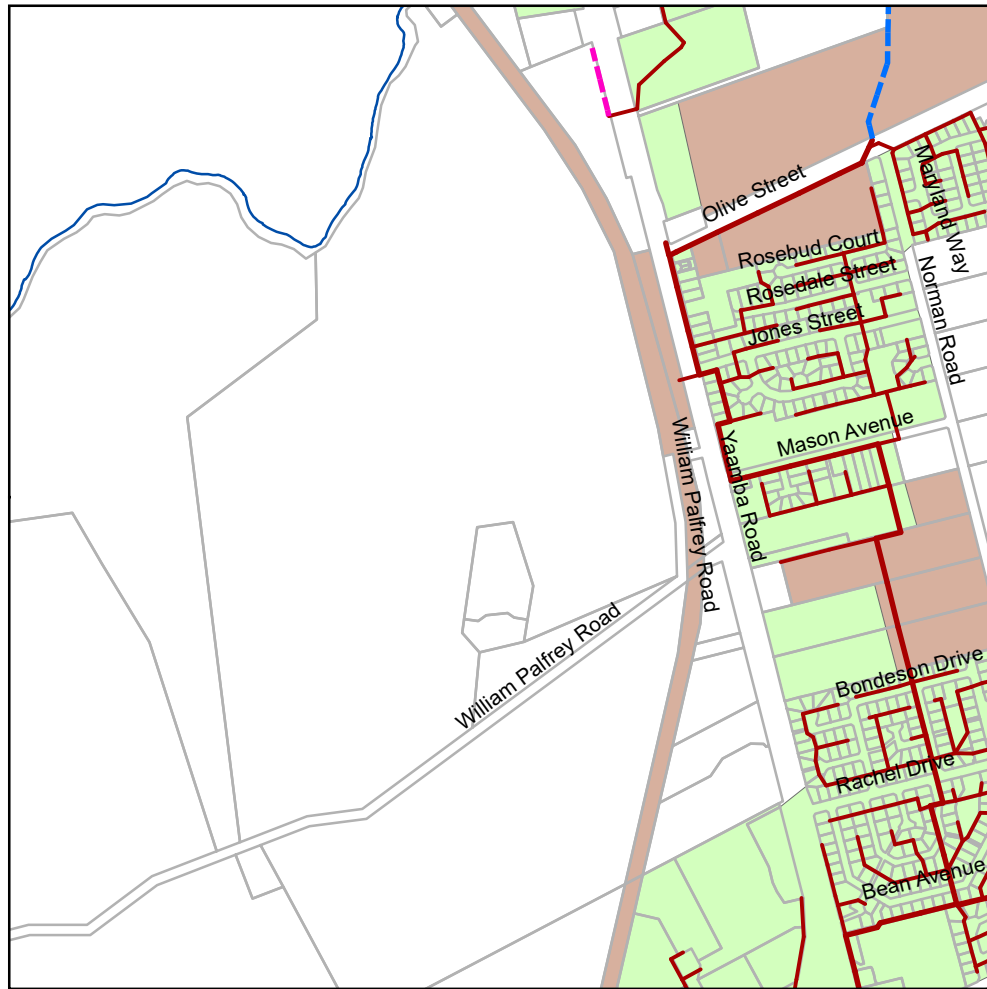 Olive Street
Maryland Way
Rosebud Court
Rosedale Street
Norman Road
Jones Street
Mason Avenue
William Palfrey Road
Yaamba Road
William Palfrey Road
Bondeson Drive
Rachel Drive
Bean Avenue